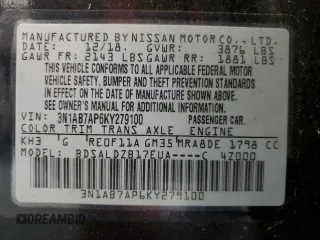 MANUFACTURED BY NISSAN MOTOR CO., LTD.
DATE: 12/18. GVWR: 3876 LBS
GAWR FR: 2143 LBS GAWR RR: 1881 LBS
THIS VEHICLE CONFORMS TO ALL APPLICABLE FEDERAL MOTOR
VEHICLE SAFETY, BUMPER, AND THEFT PREVENTION STANDARDS
IN EFFECT ON THE DATE OF MANUFACTURE SHOWN ABOVE.
SEE OWNER'S MANUAL FOR ADDITIONAL INFORMATION
VIN: 3N1AB7AP6KY279100 PASSENGER CAR.
COLOR TRIM TRANS AXLE ENGINE
KH3 G RE0F11A GM35 MRA8DE 1798 CC
MODEL: BDSALDZB17EUA----C 4Z000
3N1AB7AP6KY279100
DREAMBID